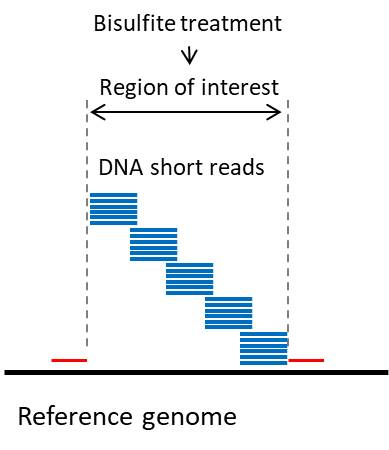 Bisulfite treatment
Region of interest
DNA short reads
Reference genome